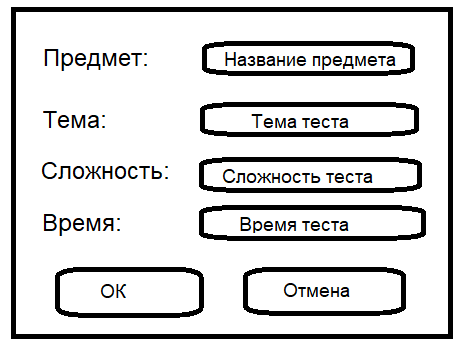 Предмет: Название предмета
Тема: Тема теста
Сложность: Сложность теста
Время: Время теста
ОК Отмена